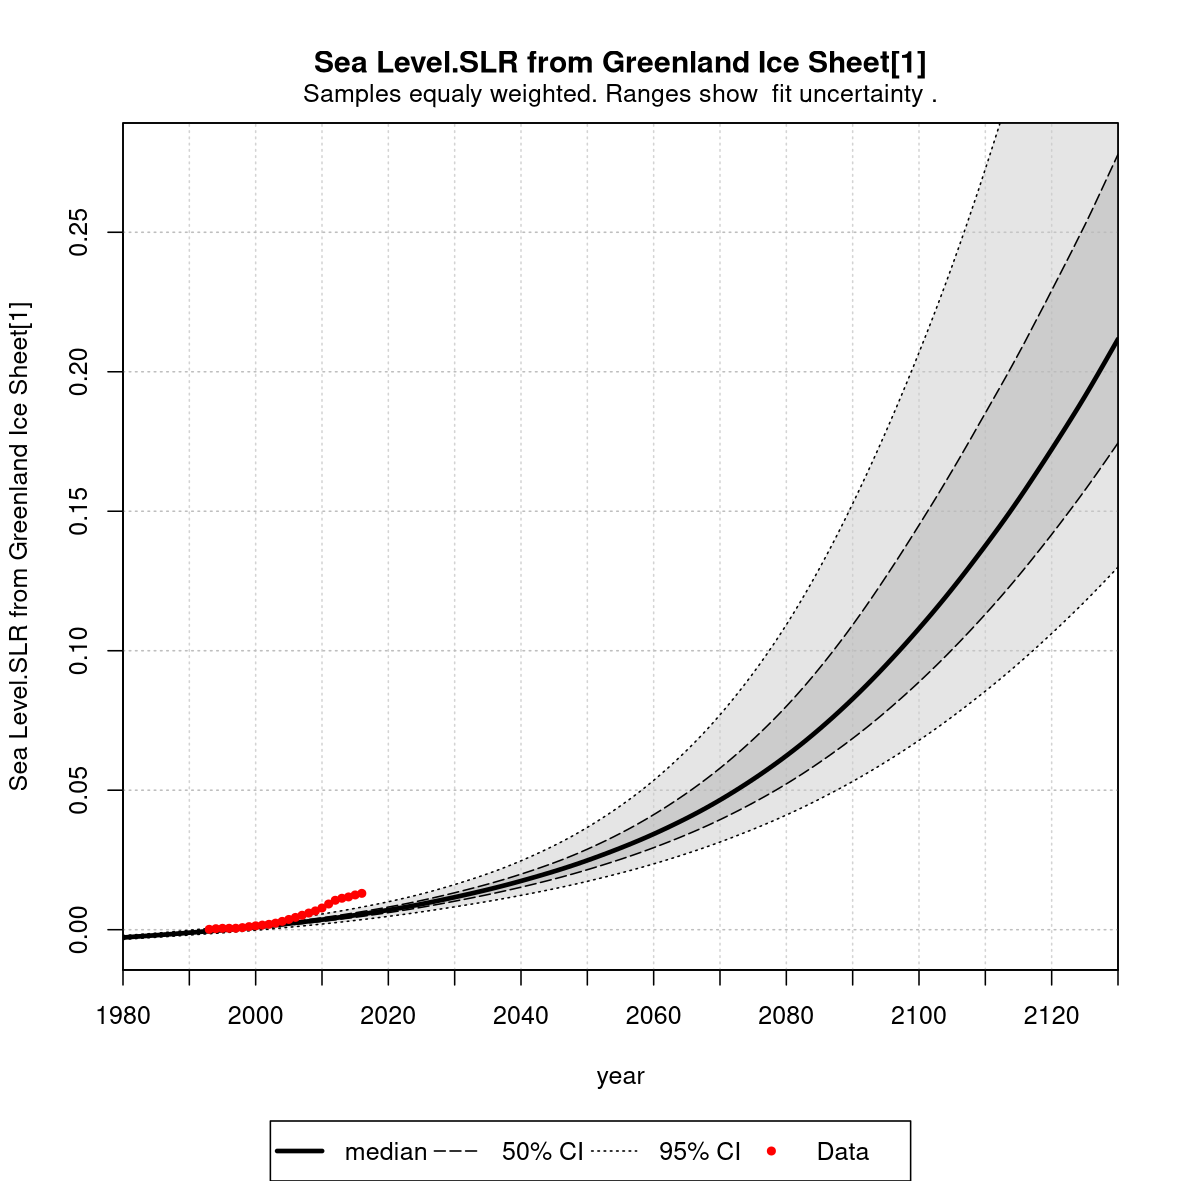 Sea Level.SLR from Greenland Ice Sheet[1]
Samples equaly weighted. Ranges show  fit uncertainty .
Sea Level.SLR from Greenland Ice Sheet[1]
0.25
0.20
0.15
0.10
0.05
0.00
1980 2000 2020 2040 2060 2080 2100 2120
year
median 50% CI 95% CI Data